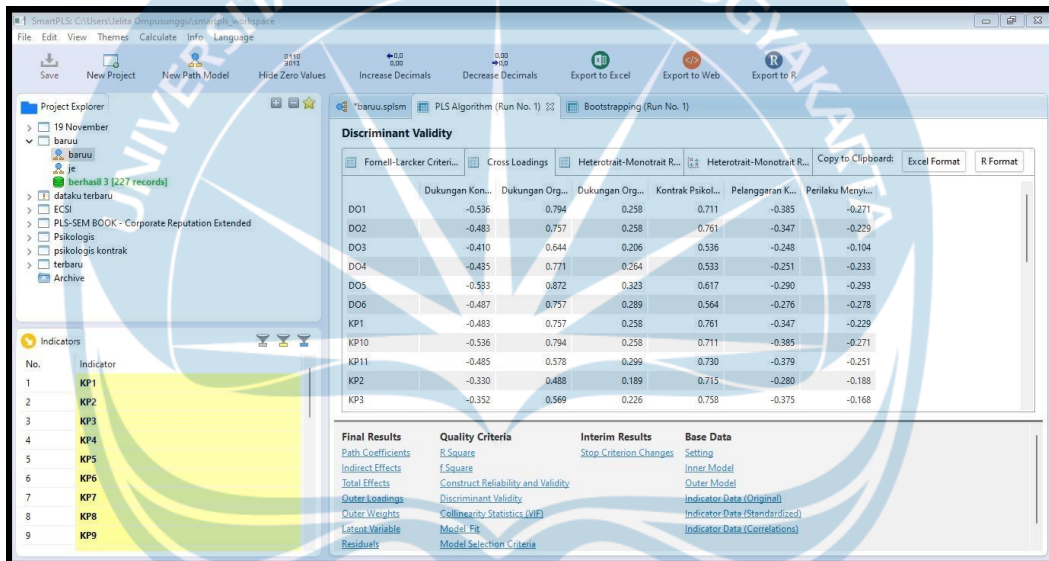 SmartPLS: C:\Users\Jelita Ompusunggu\smartpls_workspace
File Edit View Themes Calculate Info Language
Save New Project New Path Model Hide Zero Values Increase Decimals Decrease Decimals Export to Excel Export to Web Export to R
Project Explorer
19 November
baruu
baruu
je
berhasll 3 [227 records]
dataku terbaru
ECSI
PLS-SEM BOOK - Corporate Reputation Extended
Psikologis
psikologis kontrak
terbaru
Archive
Indicators
No. Indicator
1 KP1
2 KP2
3 KP3
4 KP4
5 KP5
6 KP6
7 KP7
8 KP8
9 KP9
*baruu.splsm PLS Algorithm (Run No. 1) Bootstrapping (Run No. 1)
Discriminant Validity
Fornell-Larcker Criteri... Cross Loadings Heterotrait-Monotrait R... Heterotrait-Monotrait R... Copy to Clipboard: Excel Format R Format
Dukungan Kon... Dukungan Org... Dukungan Org... Kontrak Psikol... Pelanggaran K... Perilaku Menyi...
DO1 -0.536 0.794 0.258 0.711 -0.385 -0.271
DO2 -0.483 0.757 0.258 0.761 -0.347 -0.229
DO3 -0.410 0.644 0.206 0.536 -0.248 -0.104
DO4 -0.435 0.771 0.264 0.533 -0.251 -0.233
DO5 -0.533 0.872 0.323 0.617 -0.290 -0.293
DO6 -0.487 0.757 0.289 0.564 -0.276 -0.278
KP1 -0.483 0.757 0.258 0.761 -0.347 -0.229
KP10 -0.536 0.794 0.258 0.711 -0.385 -0.271
KP11 -0.485 0.578 0.299 0.730 -0.379 -0.251
KP2 -0.330 0.488 0.189 0.715 -0.280 -0.188
KP3 -0.352 0.569 0.226 0.758 -0.375 -0.168
Final Results Quality Criteria Interim Results Base Data
Path Coefficients R Square Stop Criterion Changes Setting
Indirect Effects f Square Inner Model
Total Effects Construct Reliability and Validity Outer Model
Outer Loadings Discriminant Validity Indicator Data (Original)
Outer Weights Collinearity Statistics (VIF) Indicator Data (Standardized)
Latent Variable Model_Fit Indicator Data (Correlations)
Residuals Model Selection Criteria